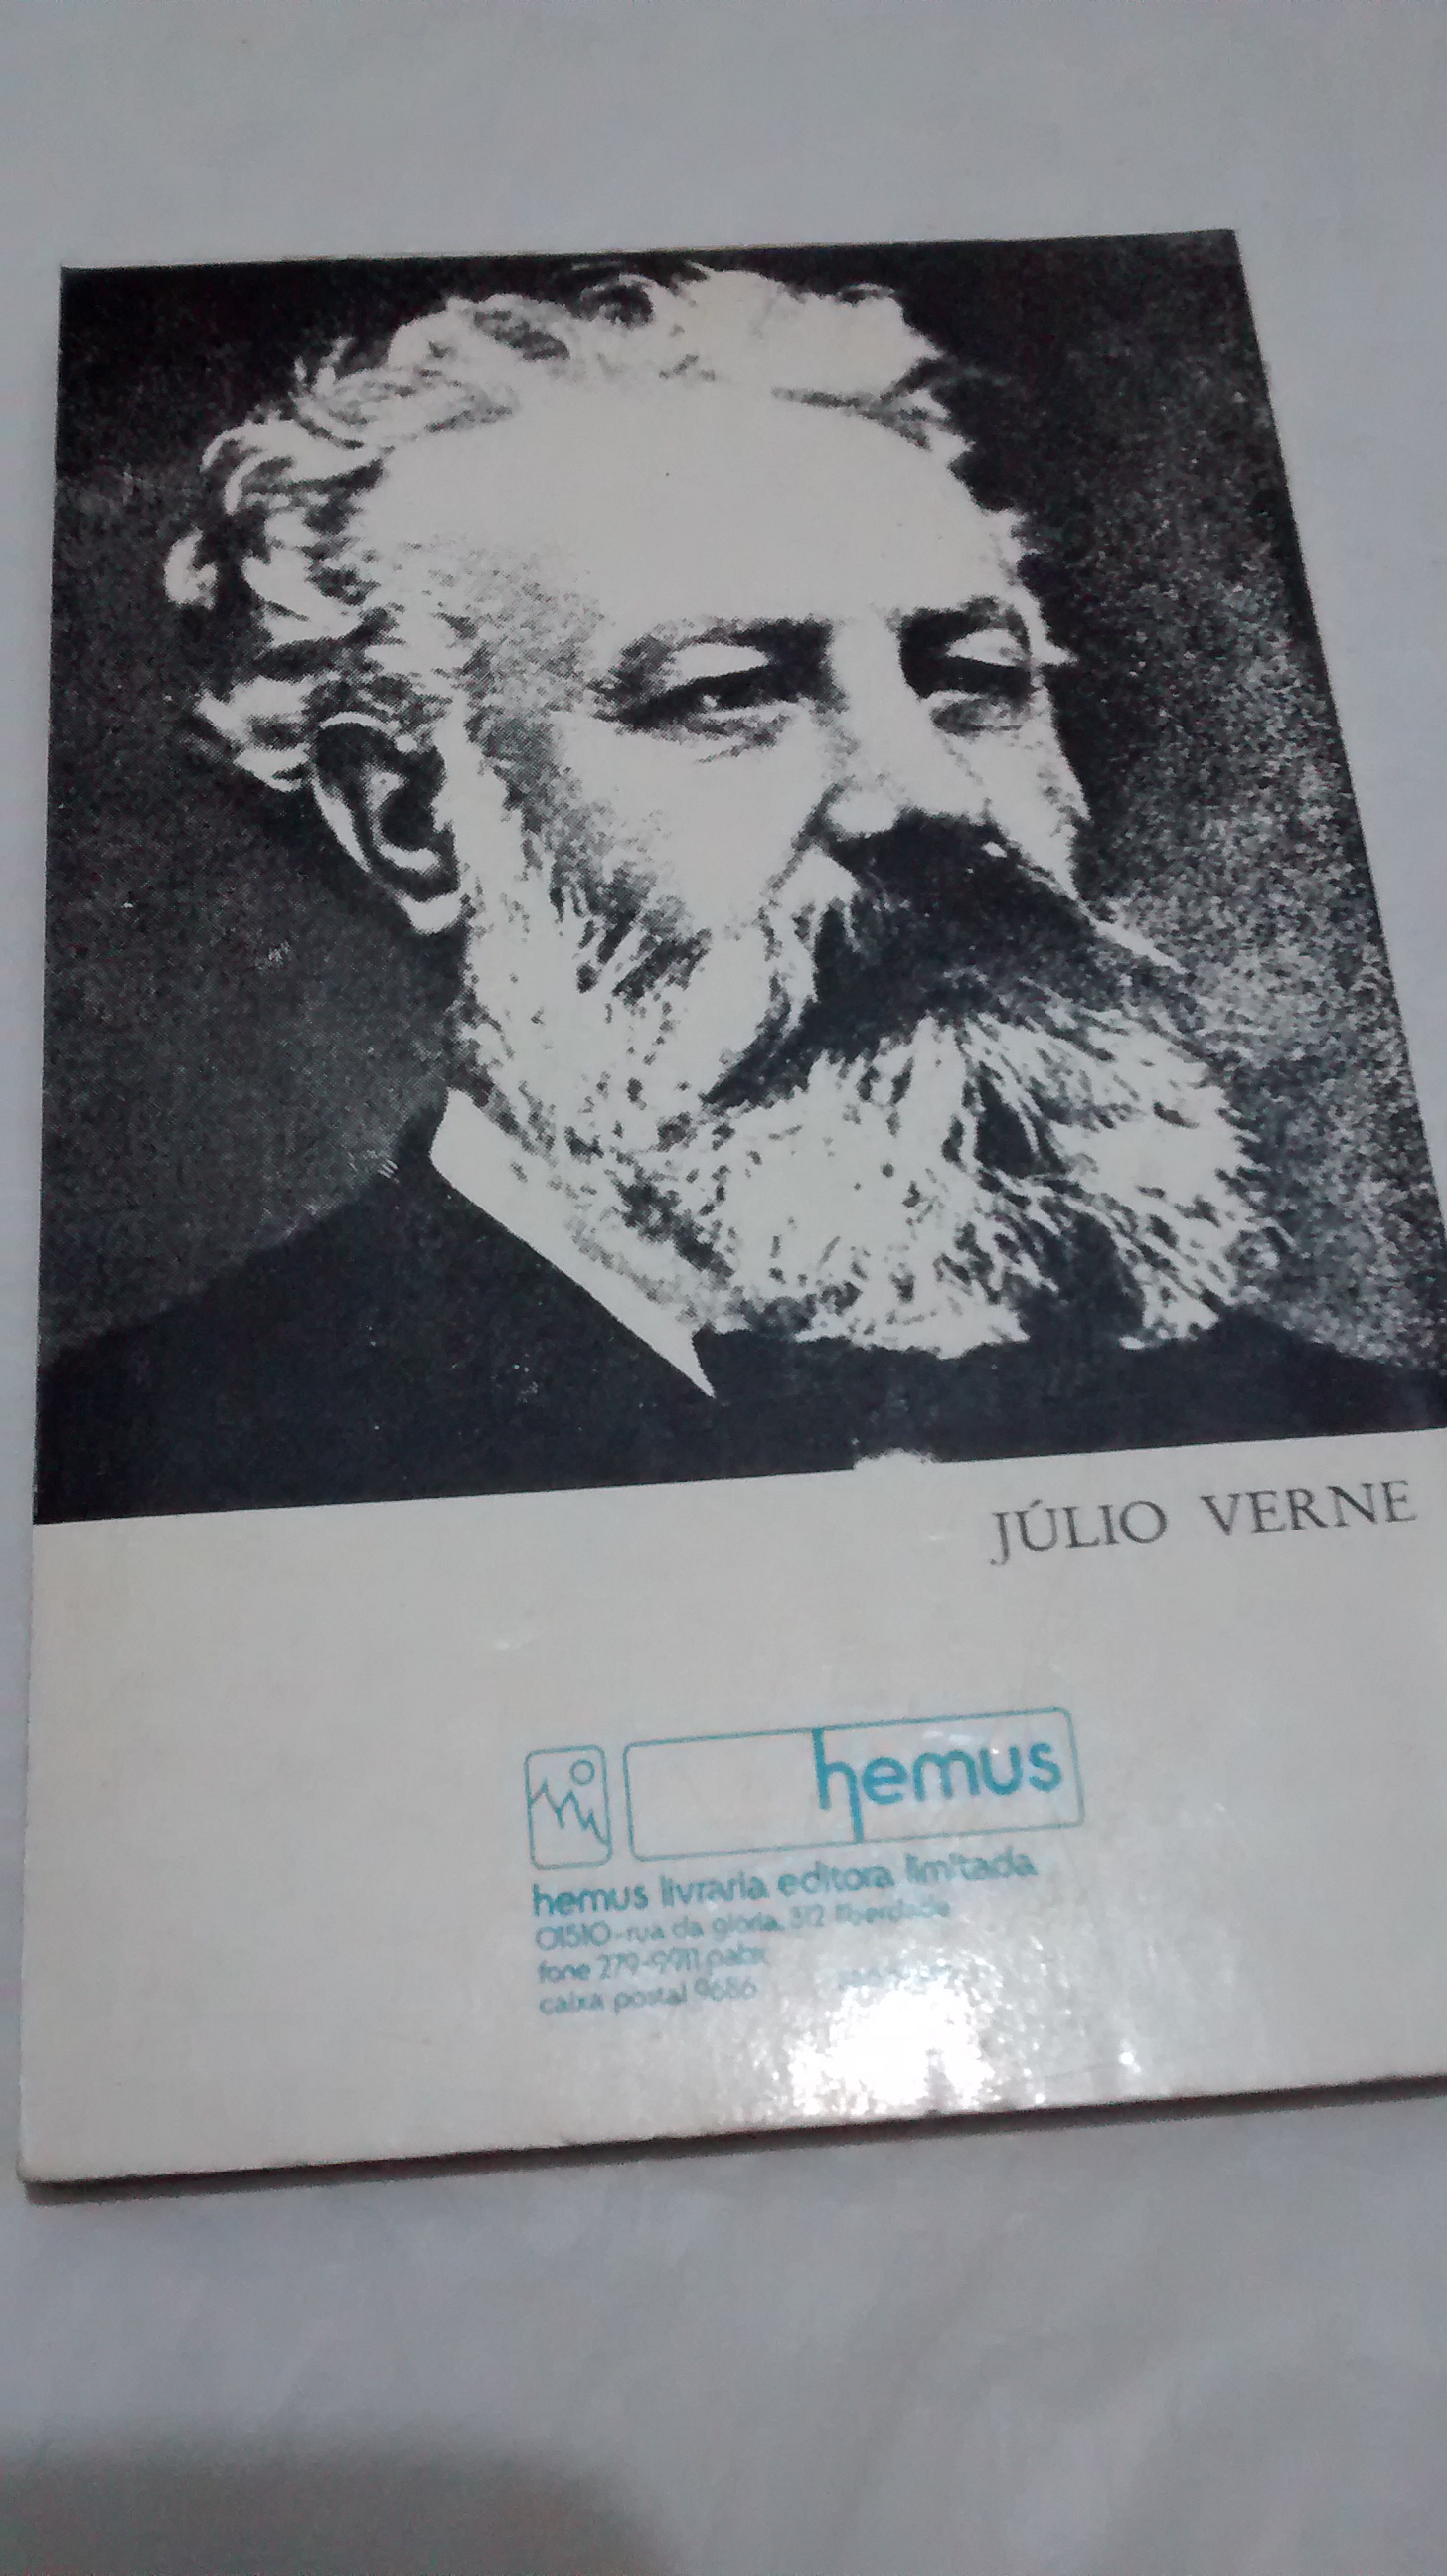 JÚLIO VERNE
hemus
hemus livraria editora limitada
01510-rua da glória, 312 liberdade
fone 279-9911 pabx
caixa postal 9686